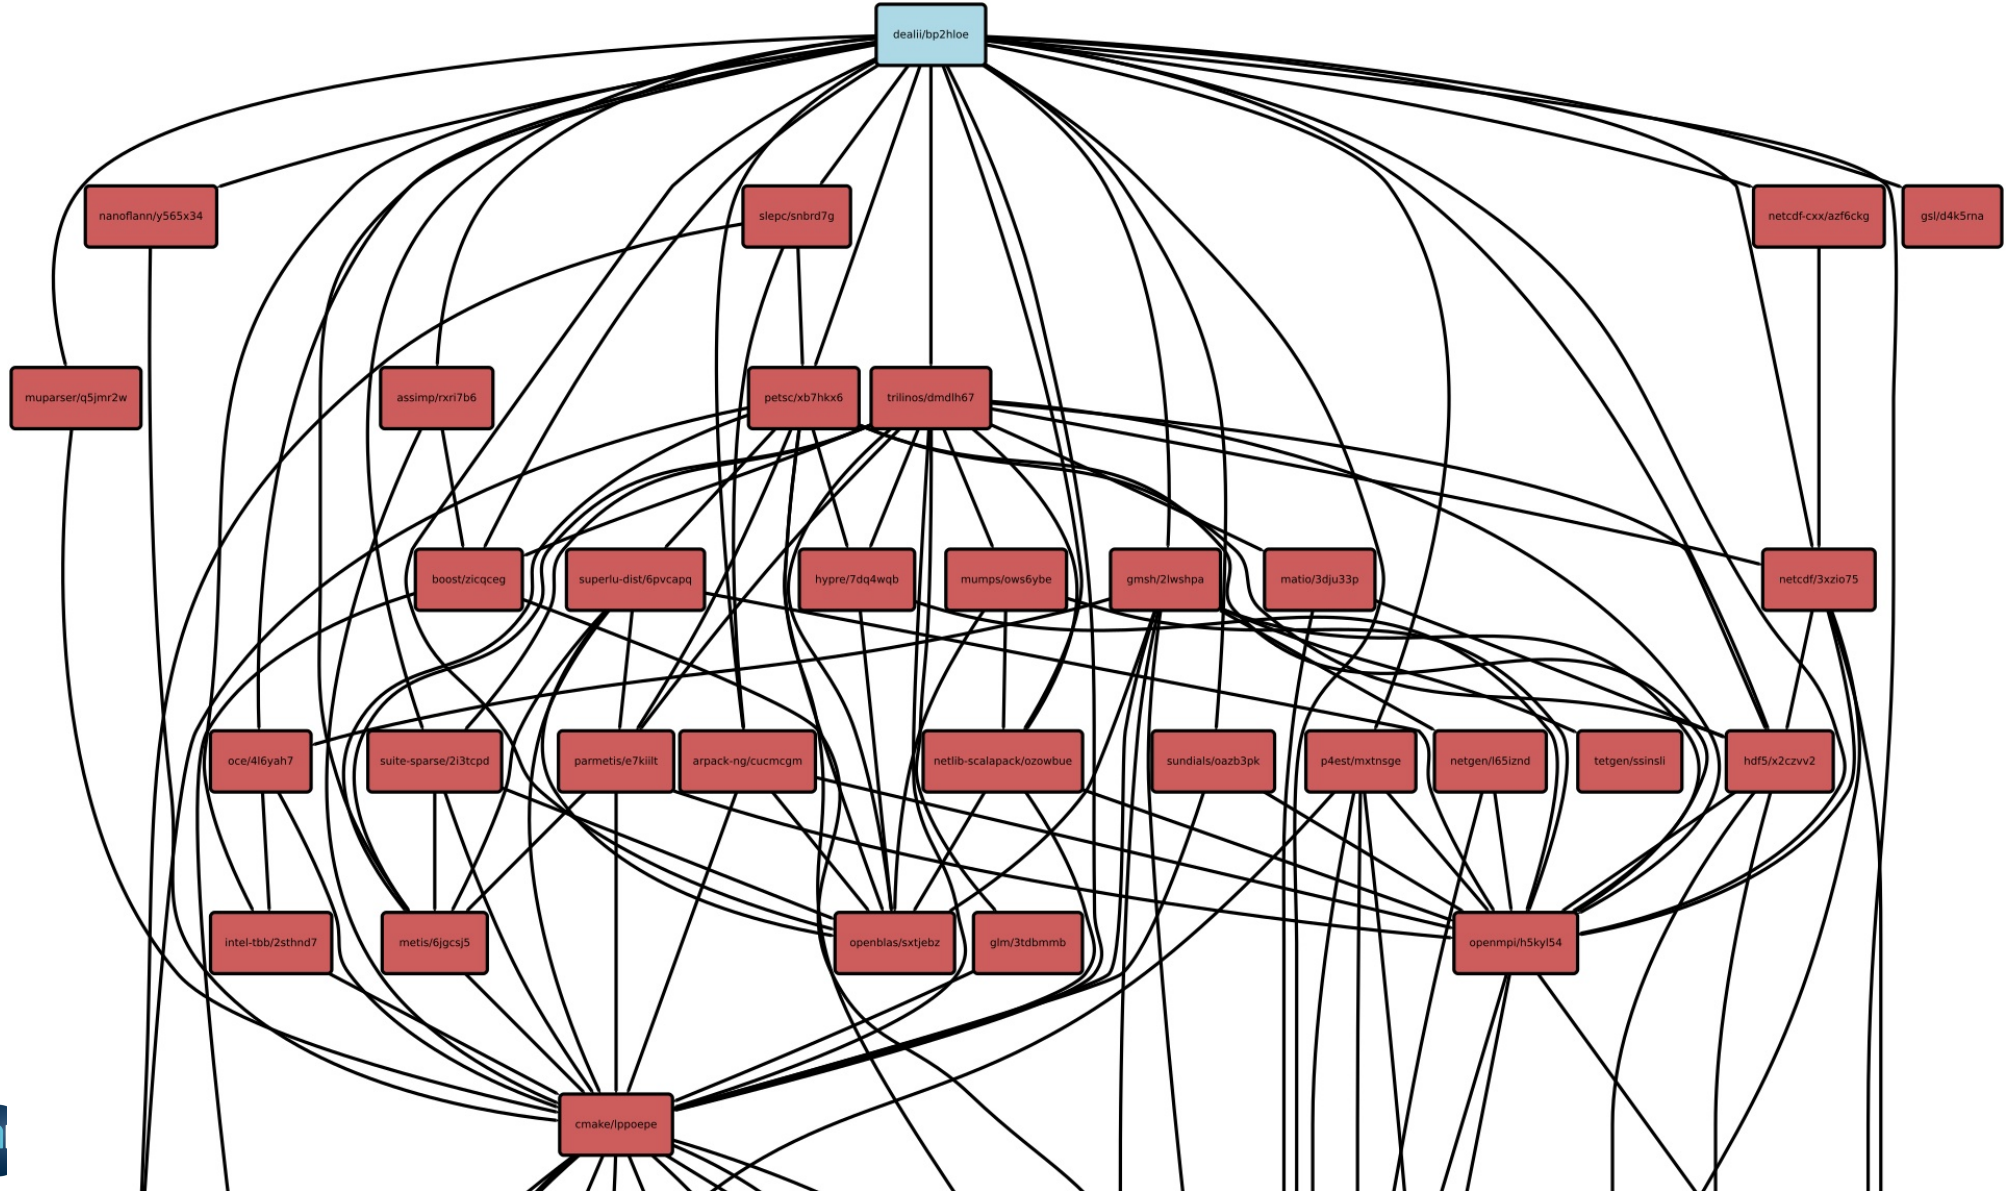 dealii/bp2hloe
nanoflann/y565x34
slepc/snbrd7g
netcdf-cxx/azf6ckg
gsl/d4k5rna
muparser/q5jmr2w
assimp/rxri7b6
petsc/xb7hkx6
trilinos/dmdlh67
boost/zicqceg
superlu-dist/6pvcapq
hypre/7dq4wqb
mumps/ows6ybe
gmsh/2lwshpa
matio/3dju33p
netcdf/3xzio75
oce/4l6yah7
suite-sparse/2i3tcpd
parmetis/e7kiilt
arpack-ng/cucmcgm
netlib-scalapack/ozowbue
sundials/oazb3pk
p4est/mxtnsge
netgen/l65iznd
tetgen/ssinsli
hdf5/x2czvv2
intel-tbb/2sthnd7
metis/6jgcsj5
openblas/sxtjebz
glm/3tdbmmb
openmpi/h5kyl54
cmake/lppoepe